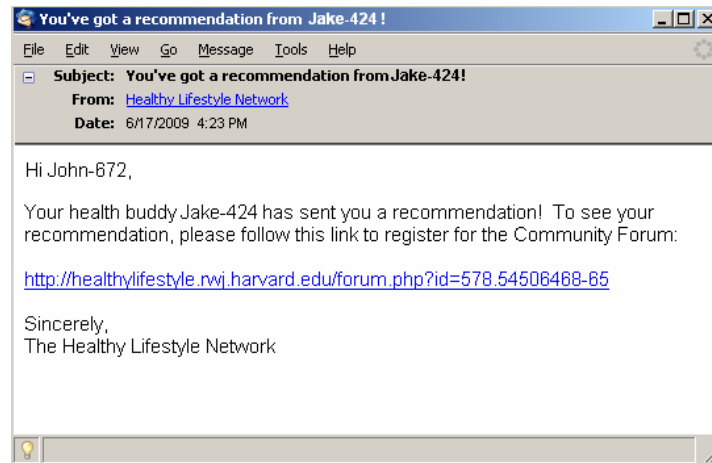 You've got a recommendation from Jake-424 !
File Edit View Go Message Tools Help
Subject: You've got a recommendation from Jake-424!
From: Healthy Lifestyle Network
Date: 6/17/2009 4:23 PM
Hi John-672,
Your health buddy Jake-424 has sent you a recommendation! To see your
recommendation, please follow this link to register for the Community Forum:
http://healthylifestyle.rwj.harvard.edu/forum.php?id=578.54506468-65
Sincerely,
The Healthy Lifestyle Network